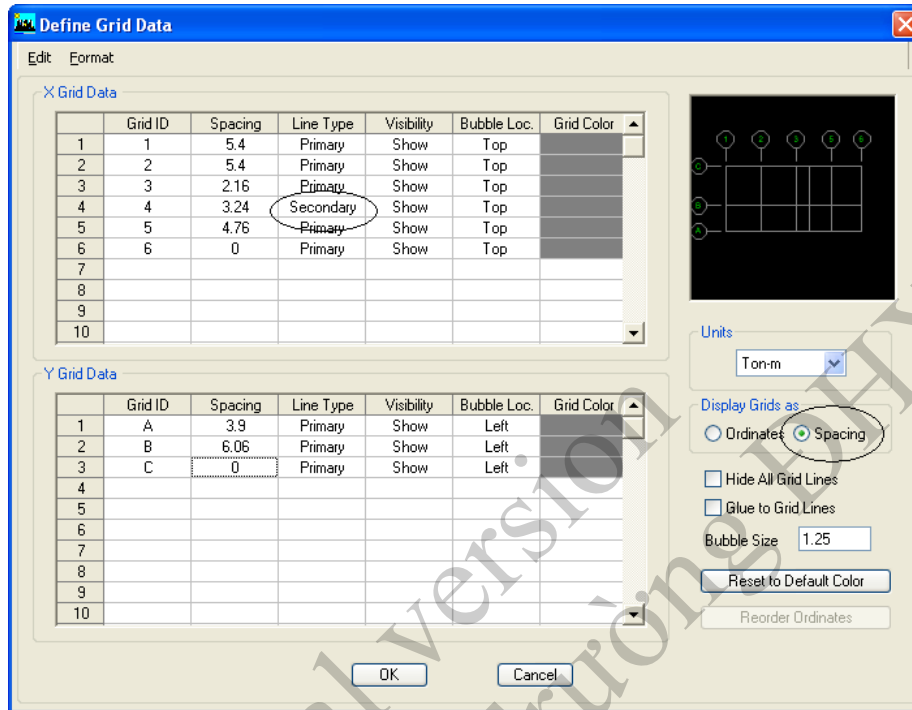 Define Grid Data
Edit Format
X Grid Data
Grid ID Spacing Line Type Visibility Bubble Loc. Grid Color
1 1 5.4 Primary Show Top
2 2 5.4 Primary Show Top
3 3 2.16 Primary Show Top
4 4 3.24 Secondary Show Top
5 5 4.76 Primary Show Top
6 6 0 Primary Show Top
7
8
9
10
1 2 3 5 6
C
B
A
Units
Ton-m
Y Grid Data
Grid ID Spacing Line Type Visibility Bubble Loc. Grid Color
1 A 3.9 Primary Show Left
2 B 6.06 Primary Show Left
3 C 0 Primary Show Left
4
5
6
7
8
9
10
Display Grids as
Ordinates Spacing
Hide All Grid Lines
Glue to Grid Lines
Bubble Size 1.25
Reset to Default Color
Reorder Ordinates
OK Cancel
version